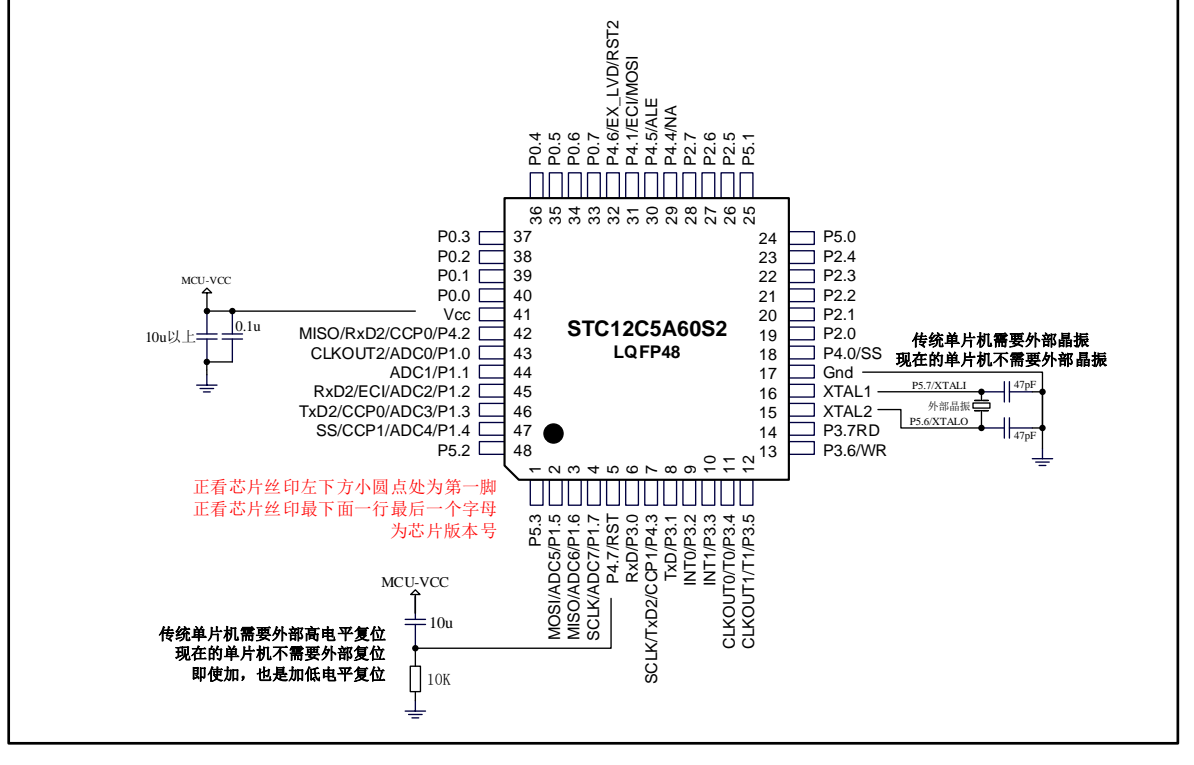 P0.4
P0.5
P0.6
P0.7
P4.6/EX_LVD/RST2
P4.1/ECI/MOSI
P4.5/ALE
P4.4/NA
P2.7
P2.6
P2.5
P5.1
36
35
34
33
32
31
30
29
28
27
26
25
P0.3 37
P0.2 38
P0.1 39
P0.0 40
Vcc 41
MISO/RxD2/CCP0/P4.2 42
CLKOUT2/ADC0/P1.0 43
ADC1/P1.1 44
RxD2/ECI/ADC2/P1.2 45
TxD2/CCP0/ADC3/P1.3 46
SS/CCP1/ADC4/P1.4 47
P5.2 48
MCU-VCC
10u以上
0.1u
STC12C5A60S2
LQFP48
24 P5.0
23 P2.4
22 P2.3
21 P2.2
20 P2.1
19 P2.0
18 P4.0/SS
17 Gnd
16 XTAL1
15 XTAL2
14 P3.7RD
13 P3.6/WR
传统单片机需要外部晶振
现在的单片机不需要外部晶振
P5.7/XTALI
47pF
外部晶振
P5.6/XTALO
47pF
1
2
3
4
5
6
7
8
9
10
11
12
P5.3
MOSI/ADC5/P1.5
MISO/ADC6/P1.6
SCLK/ADC7/P1.7
P4.7/RST
RxD/P3.0
SCLK/TxD2/CCP1/P4.3
TxD/P3.1
INT0/P3.2
INT1/P3.3
CLKOUT0/T0/P3.4
CLKOUT1/T1/P3.5
正看芯片丝印左下方小圆点处为第一脚
正看芯片丝印最下面一行最后一个字母
为芯片版本号
MCU-VCC
10u
传统单片机需要外部高电平复位
现在的单片机不需要外部复位
即使加，也是加低电平复位
10K